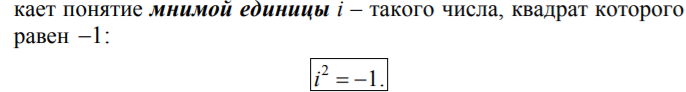 кает понятие мнимой единицы i – такого числа, квадрат которого
равен −1:
i² = −1.